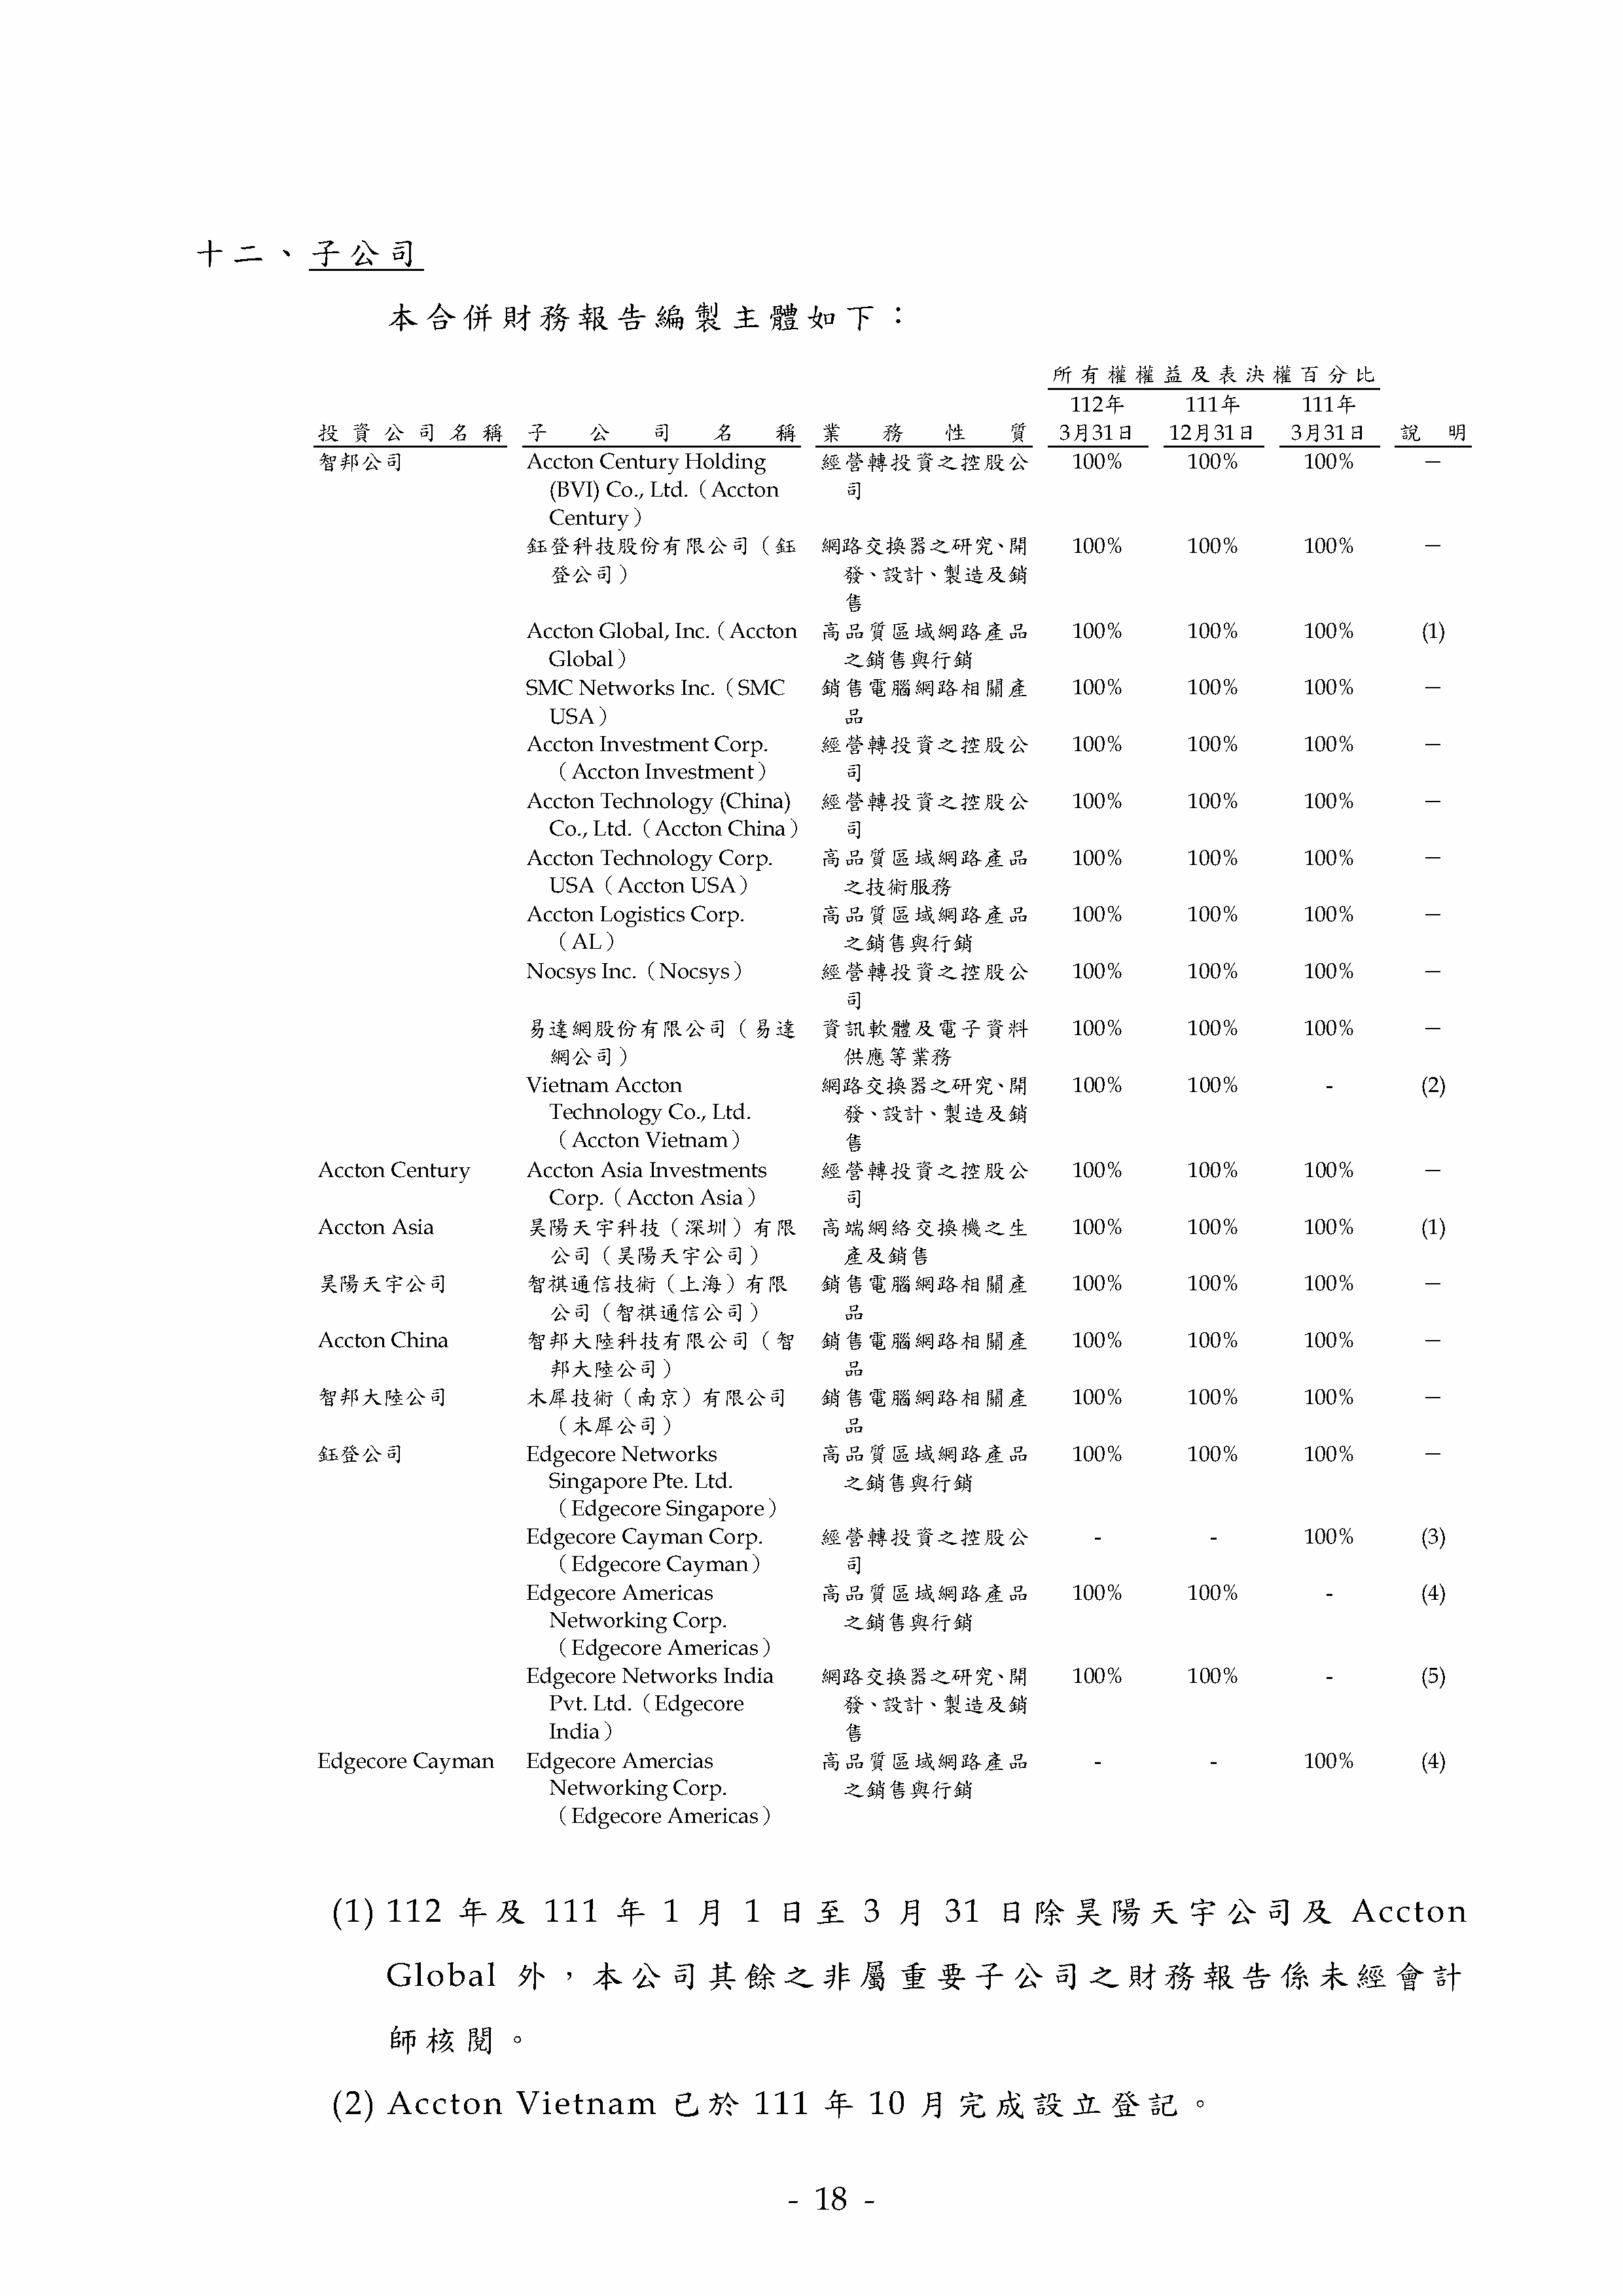 十二、子公司
本合併財務報告編製主體如下：
所有權權益及表決權百分比
112年 111年 111年
投資公司名稱 子公司名稱 業務性質 3月31日 12月31日 3月31日 說明
智邦公司 Accton Century Holding 經營轉投資之控股公 100% 100% 100% －
(BVI) Co., Ltd.（Accton 司
Century）
鈺登科技股份有限公司（鈺 網路交換器之研究、開 100% 100% 100% －
登公司） 發、設計、製造及銷
售
Accton Global, Inc.（Accton 高品質區域網路產品 100% 100% 100% (1)
Global） 之銷售與行銷
SMC Networks Inc.（SMC 銷售電腦網路相關產 100% 100% 100% －
USA） 品
Accton Investment Corp. 經營轉投資之控股公 100% 100% 100% －
（Accton Investment） 司
Accton Technology (China) 經營轉投資之控股公 100% 100% 100% －
Co., Ltd.（Accton China） 司
Accton Technology Corp. 高品質區域網路產品 100% 100% 100% －
USA（Accton USA） 之技術服務
Accton Logistics Corp. 高品質區域網路產品 100% 100% 100% －
（AL） 之銷售與行銷
Nocsys Inc.（Nocsys） 經營轉投資之控股公 100% 100% 100% －
司
易達網股份有限公司（易達 資訊軟體及電子資料 100% 100% 100% －
網公司） 供應等業務
Vietnam Accton 網路交換器之研究、開 100% 100% - (2)
Technology Co., Ltd. 發、設計、製造及銷
（Accton Vietnam） 售
Accton Century Accton Asia Investments 經營轉投資之控股公 100% 100% 100% －
Corp.（Accton Asia） 司
Accton Asia 昊陽天宇科技（深圳）有限 高端網絡交換機之生 100% 100% 100% (1)
公司（昊陽天宇公司） 產及銷售
昊陽天宇公司 智祺通信技術（上海）有限 銷售電腦網路相關產 100% 100% 100% －
公司（智祺通信公司） 品
Accton China 智邦大陸科技有限公司（智 銷售電腦網路相關產 100% 100% 100% －
邦大陸公司） 品
智邦大陸公司 木犀技術（南京）有限公司 銷售電腦網路相關產 100% 100% 100% －
（木犀公司） 品
鈺登公司 Edgecore Networks 高品質區域網路產品 100% 100% 100% －
Singapore Pte. Ltd. 之銷售與行銷
（Edgecore Singapore）
Edgecore Cayman Corp. 經營轉投資之控股公 - - 100% (3)
（Edgecore Cayman） 司
Edgecore Americas 高品質區域網路產品 100% 100% - (4)
Networking Corp. 之銷售與行銷
（Edgecore Americas）
Edgecore Networks India 網路交換器之研究、開 100% 100% - (5)
Pvt. Ltd.（Edgecore 發、設計、製造及銷
India） 售
Edgecore Cayman Edgecore Amercias 高品質區域網路產品 - - 100% (4)
Networking Corp. 之銷售與行銷
（Edgecore Americas）
(1) 112 年及 111 年 1 月 1 日至 3 月 31 日除昊陽天宇公司及 Accton
Global 外，本公司其餘之非屬重要子公司之財務報告係未經會計
師核閱。
(2) Accton Vietnam 已於 111 年 10 月完成設立登記。
- 18 -